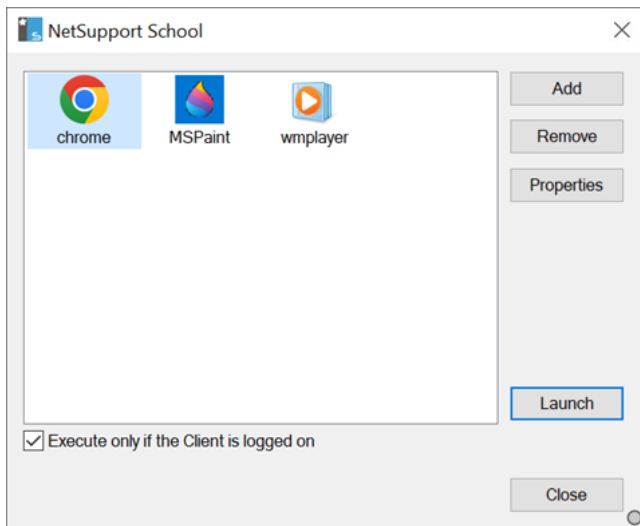 NetSupport School
chrome
MSPaint
wmplayer
Add
Remove
Properties
Launch
Execute only if the Client is logged on
Close